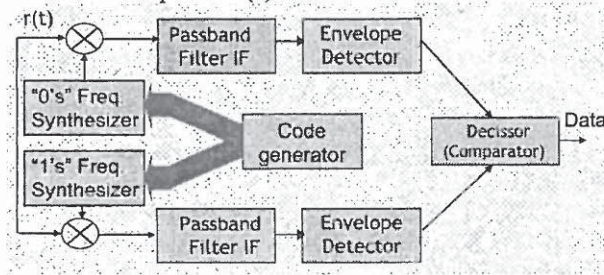 r(t)
Passband
Filter IF
Envelope
Detector
"0's" Freq.
Synthesizer
Code
generator
Decissor
(Comparator)
Data
"1's" Freq.
Synthesizer
Passband
Filter IF
Envelope
Detector